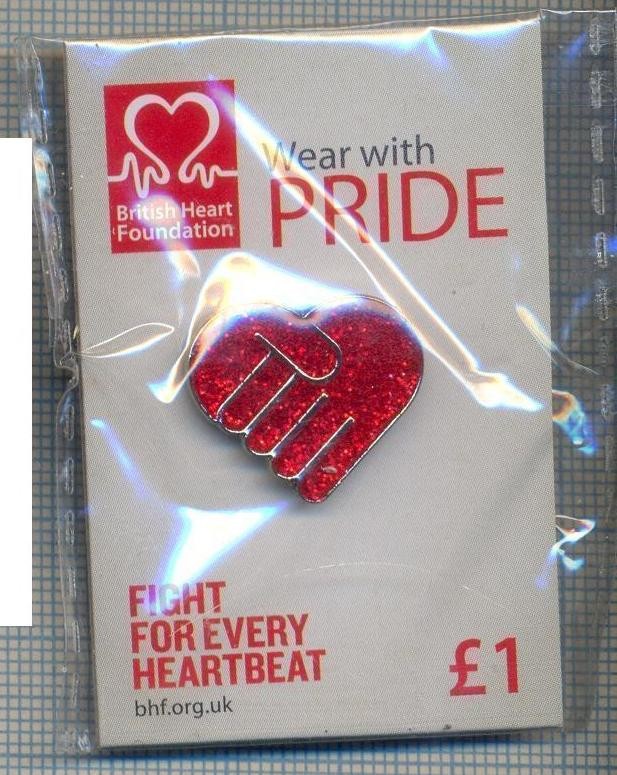 British Heart
Foundation
Wear with
PRIDE
FIGHT
FOR EVERY
HEARTBEAT
bhf.org.uk
£1